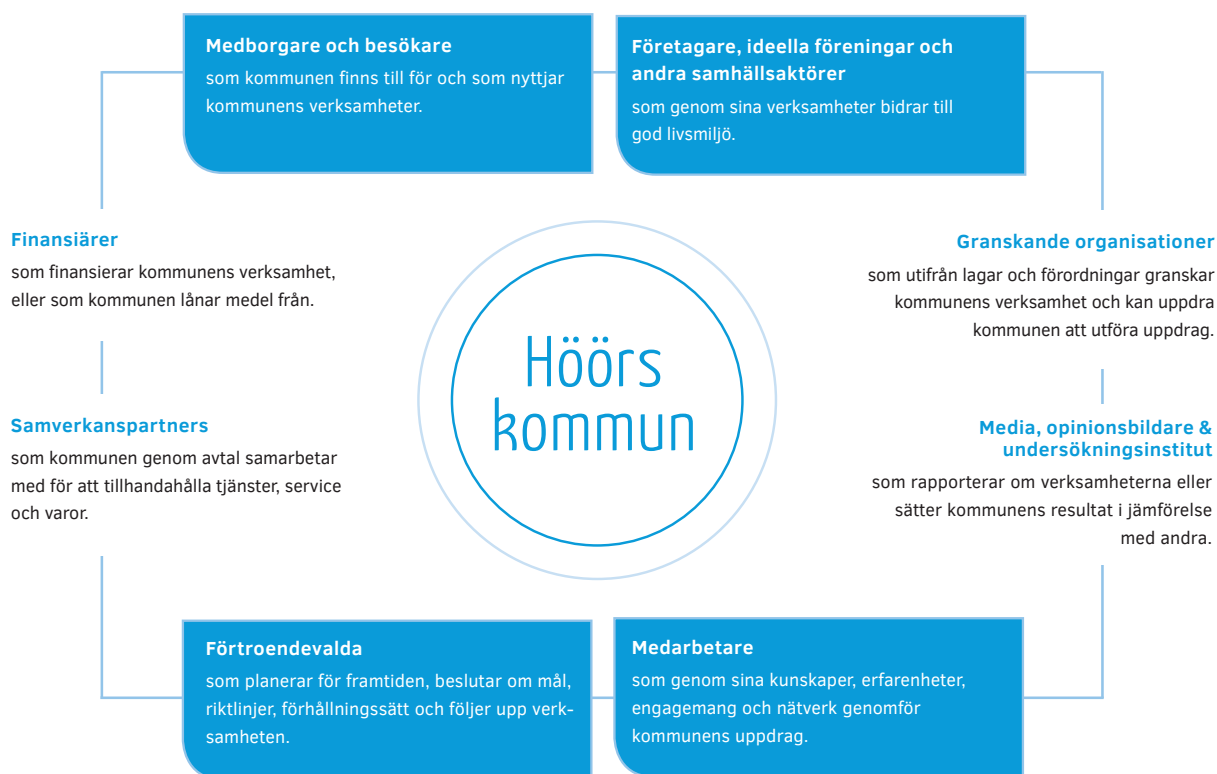 Medborgare och besökare
som kommunen finns till för och som nyttjar
kommunens verksamheter.
Företagare, ideella föreningar och
andra samhällsaktörer
som genom sina verksamheter bidrar till
god livsmiljö.
Finansiärer
som finansierar kommunens verksamhet,
eller som kommunen lånar medel från.
Granskande organisationer
som utifrån lagar och förordningar granskar
kommunens verksamhet och kan uppdra
kommunen att utföra uppdrag.
Höörs
kommun
Samverkanspartners
som kommunen genom avtal samarbetar
med för att tillhandahålla tjänster, service
och varor.
Media, opinionsbildare &
undersökningsinstitut
som rapporterar om verksamheterna eller
sätter kommunens resultat i jämförelse
med andra.
Förtroendevalda
som planerar för framtiden, beslutar om mål,
riktlinjer, förhållningssätt och följer upp verk-
samheten.
Medarbetare
som genom sina kunskaper, erfarenheter,
engagemang och nätverk genomför
kommunens uppdrag.